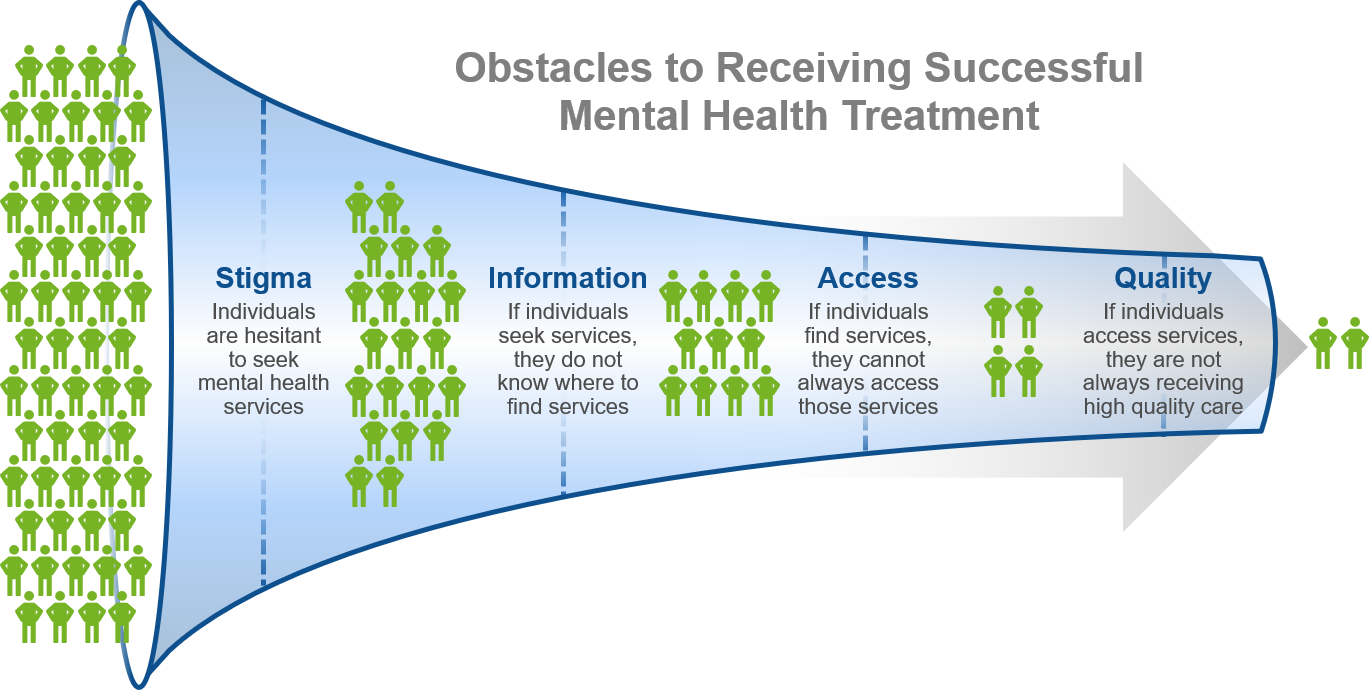 Obstacles to Receiving Successful
Mental Health Treatment
Stigma
Individuals
are hesitant
to seek
mental health
services
Information
If individuals
seek services,
they do not
know where to
find services
Access
If individuals
find services,
they cannot
always access
those services
Quality
If individuals
access services,
they are not
always receiving
high quality care